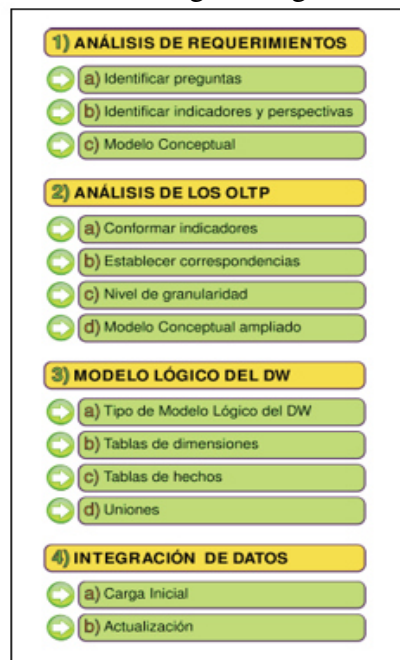 1) ANÁLISIS DE REQUERIMIENTOS
a) Identificar preguntas
b) Identificar indicadores y perspectivas
c) Modelo Conceptual
2) ANÁLISIS DE LOS OLTP
a) Conformar indicadores
b) Establecer correspondencias
c) Nivel de granularidad
d) Modelo Conceptual ampliado
3) MODELO LÓGICO DEL DW
a) Tipo de Modelo Lógico del DW
b) Tablas de dimensiones
c) Tablas de hechos
d) Uniones
4) INTEGRACIÓN DE DATOS
a) Carga Inicial
b) Actualización